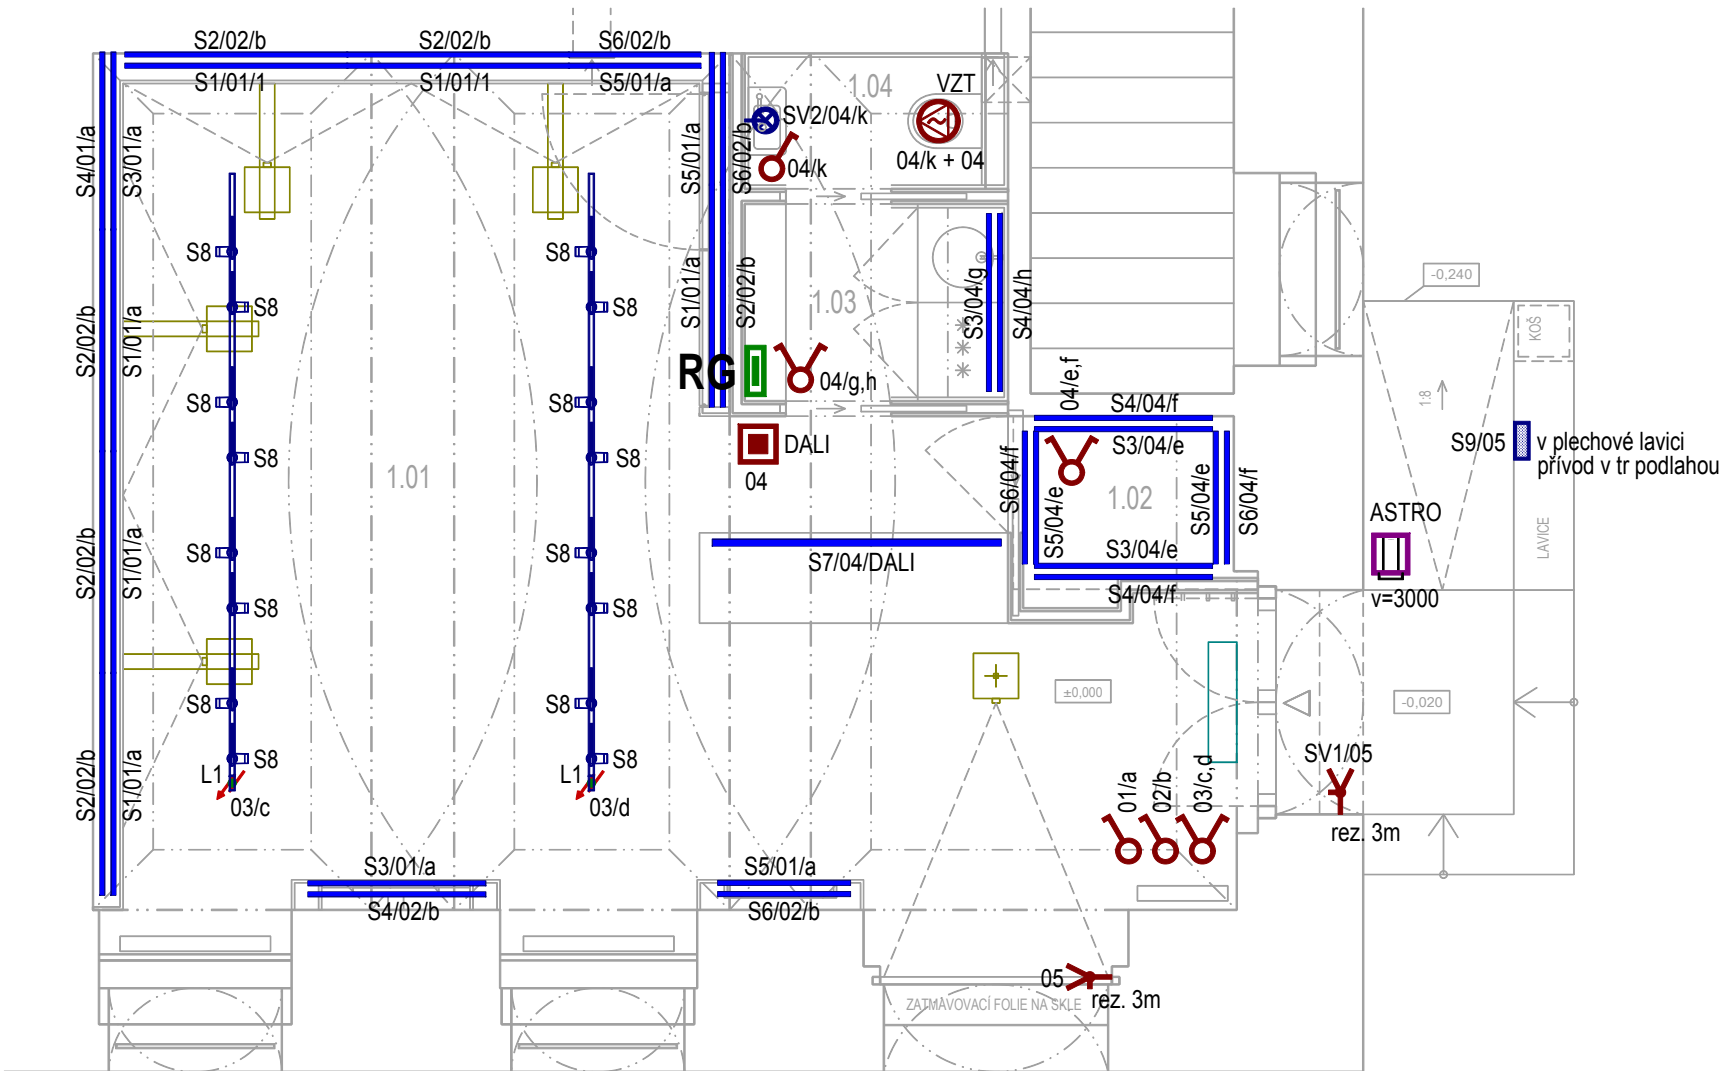 S2/02/b
S2/02/b
S6/02/b
S1/01/1
S1/01/1
S5/01/a
S4/01/a
S3/01/a
S5/01/a
S6/02/b
1.04
VZT
SV2/04/k
04/k
04/k + 04
S8
S8
S8
S8
S2/02/b
S1/01/a
S1/01/a
S2/02/b
1.03
S3/04/g
S4/04/h
-0,240
KOŠ
RG
04/g,h
04/e,f
S4/04/f
S3/04/e
1:8
S8
S8
S8
S8
1.01
DALI
04
S6/04/f
S5/04/e
1.02
S5/04/e
S6/04/f
S9/05
v plechové lavici
přívod v tr podlahou
ASTRO
LAVICE
S2/02/b
S1/01/a
S8
S8
S7/04/DALI
S3/04/e
S4/04/f
v=3000
S8
S8
±0,000
-0,020
S8
S8
S2/02/b
S1/01/a
S8
S8
L1
03/c
L1
03/d
01/a
02/b
03/c,d
SV1/05
rez. 3m
S3/01/a
S4/02/b
S5/01/a
S6/02/b
05
rez. 3m
ZATMAVOVACÍ FOLIE NA SKLE